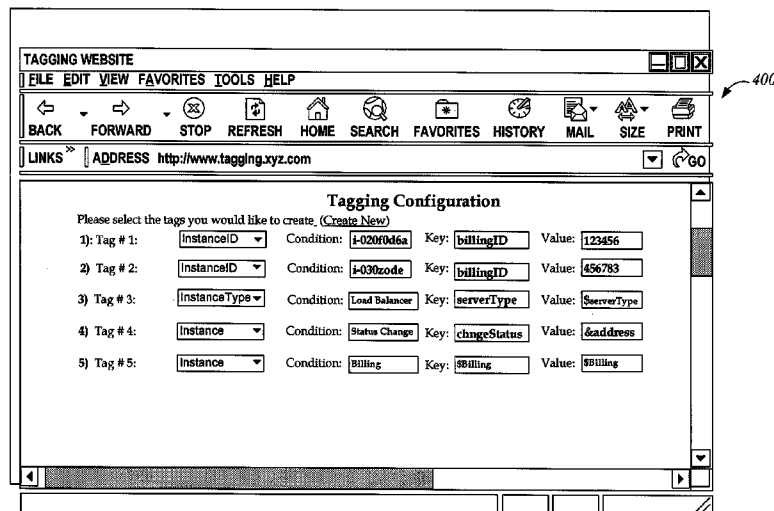 TAGGING WEBSITE
FILE EDIT VIEW FAVORITES TOOLS HELP
400
BACK FORWARD STOP REFRESH HOME SEARCH FAVORITES HISTORY MAIL SIZE PRINT
LINKS » ADDRESS http://www.tagging.xyz.com GO
Tagging Configuration
Please select the tags you would like to create. (Create New)
1): Tag # 1: InstanceID Condition: i-020f0d6a Key: billingID Value: 123456
2) Tag # 2: InstanceID Condition: i-030zode Key: billingID Value: 456783
3) Tag # 3: InstanceType Condition: Load Balancer Key: serverType Value: $serverType
4) Tag # 4: Instance Condition: Status Change Key: chngeStatus Value: &address
5) Tag # 5: Instance Condition: Billing Key: $Billing Value: $Billing